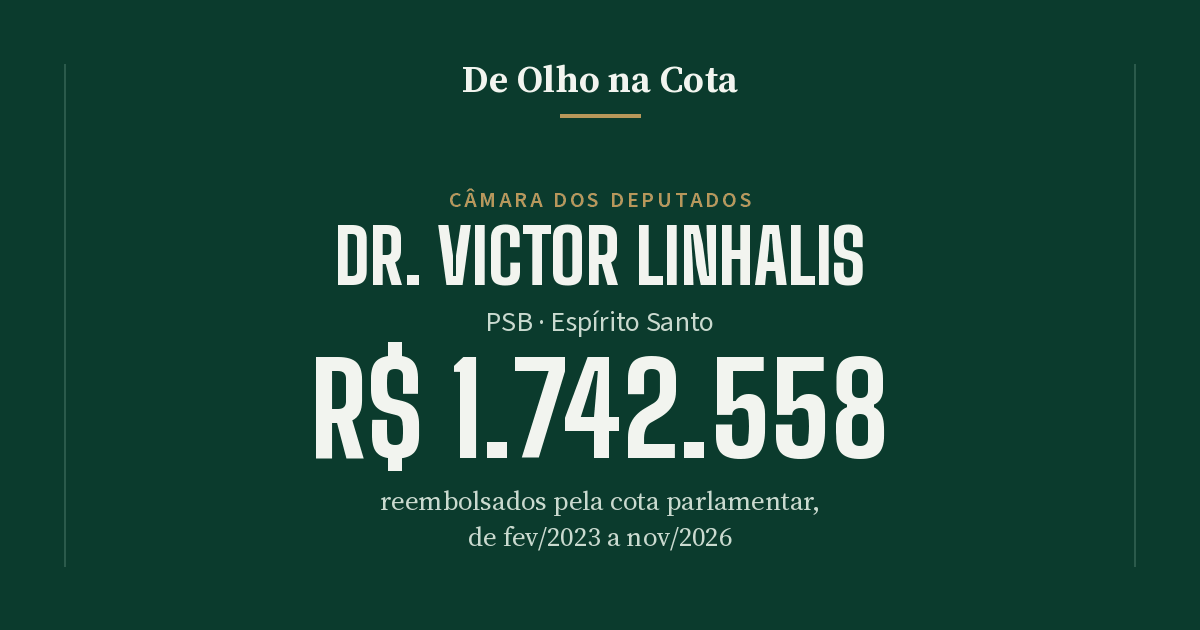 De Olho na Cota
CÂMARA DOS DEPUTADOS
DR. VICTOR LINHALIS
PSB · Espírito Santo
R$ 1.742.558
reembolsados pela cota parlamentar,
de fev/2023 a nov/2026